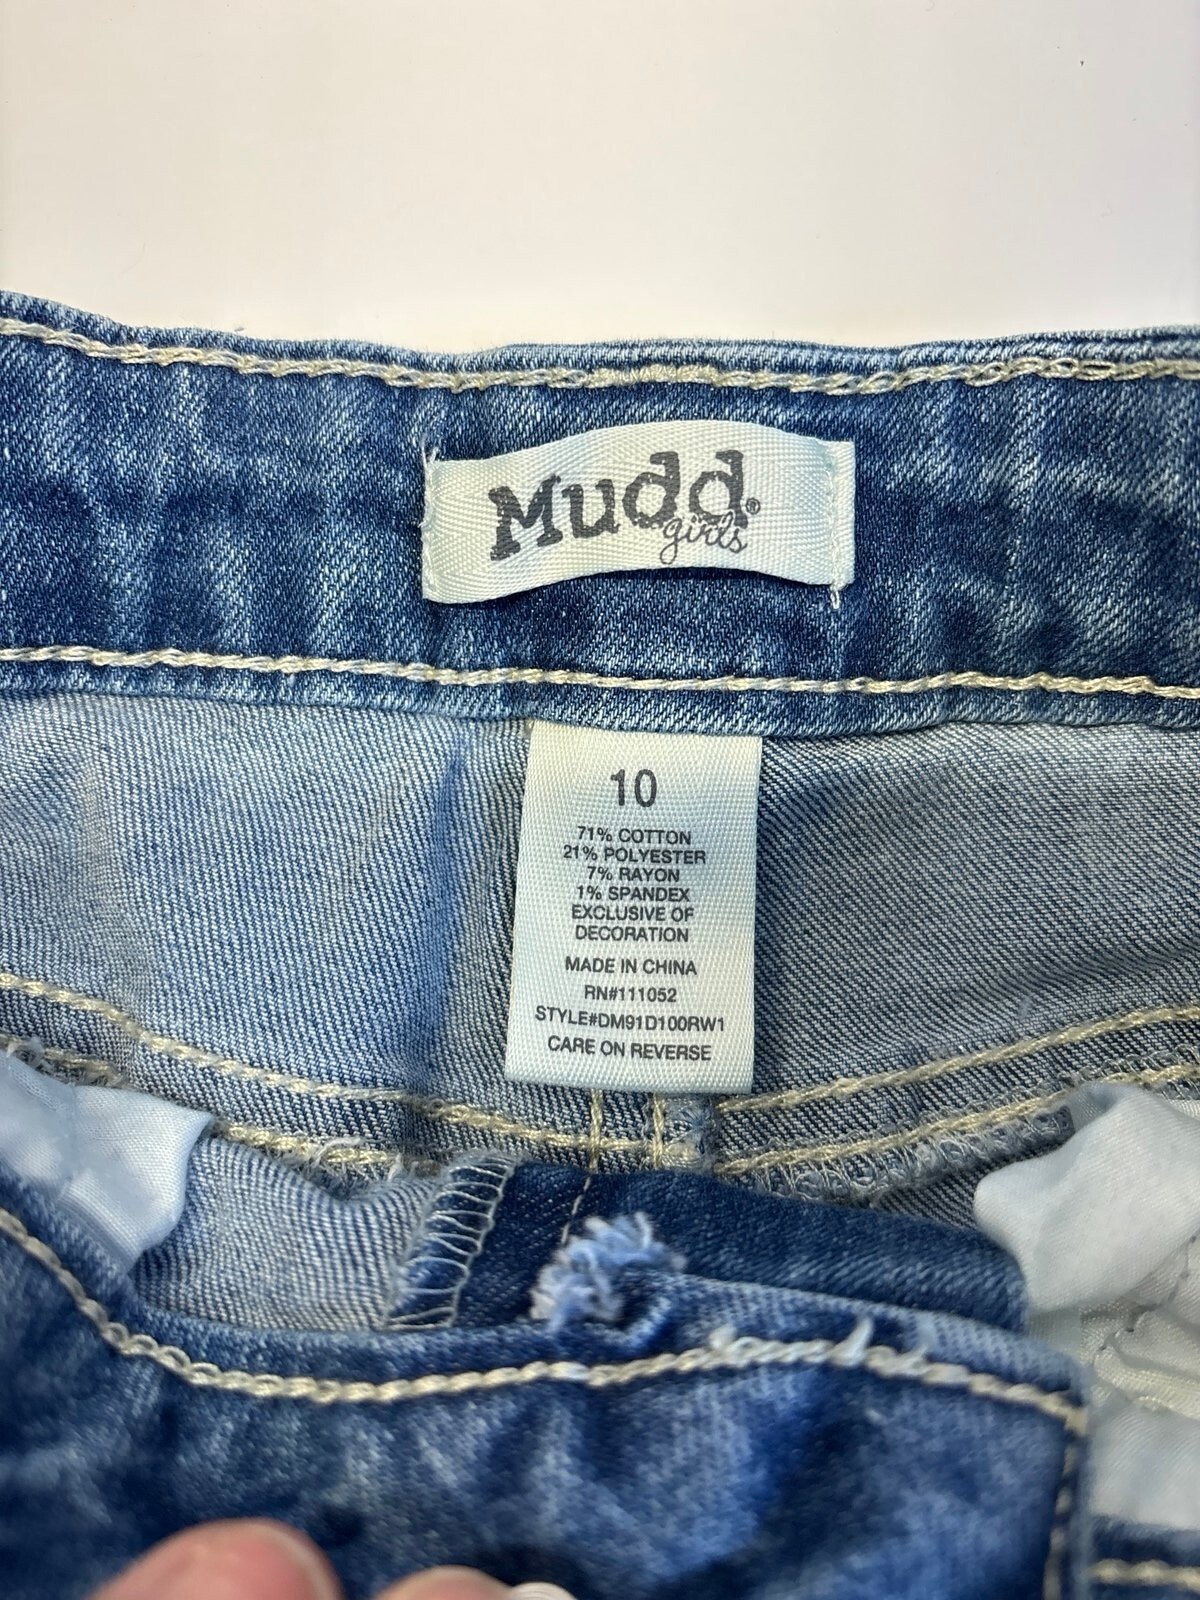 Mudd®
girls
10
71% COTTON
21% POLYESTER
7% RAYON
1% SPANDEX
EXCLUSIVE OF
DECORATION
MADE IN CHINA
RN#111052
STYLE#DM91D100RW1
CARE ON REVERSE